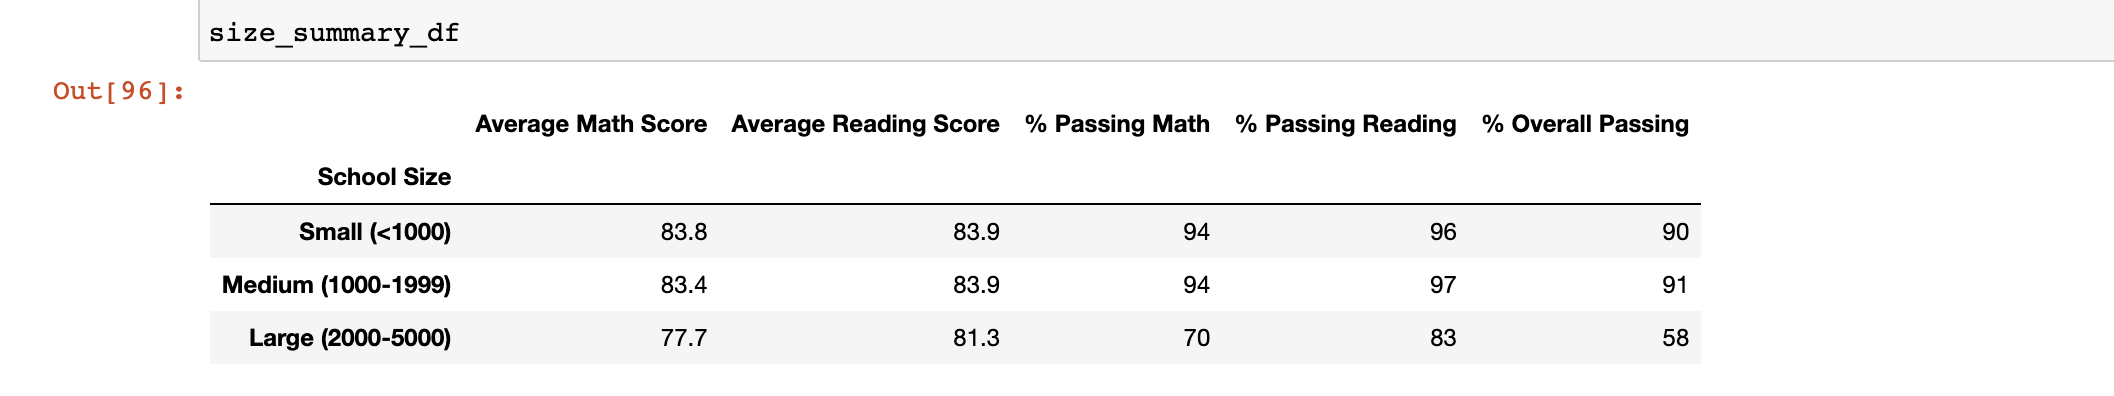 size_summary_df
Out[96]:
Average Math Score Average Reading Score % Passing Math % Passing Reading % Overall Passing
School Size
Small (<1000) 83.8 83.9 94 96 90
Medium (1000-1999) 83.4 83.9 94 97 91
Large (2000-5000) 77.7 81.3 70 83 58